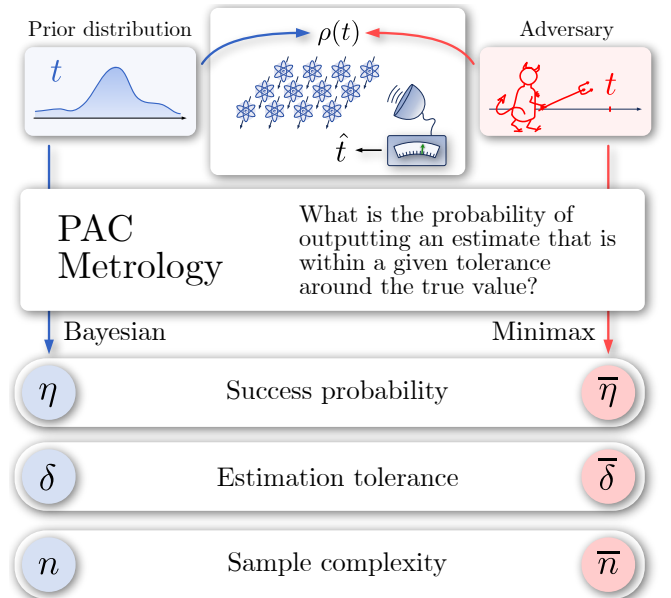 Prior distribution
ρ(t)
Adversary
t
t
t̂
PAC
Metrology
What is the probability of
outputting an estimate that is
within a given tolerance
around the true value?
Bayesian
Minimax
η
Success probability
η̅
δ
Estimation tolerance
δ̅
n
Sample complexity
n̅